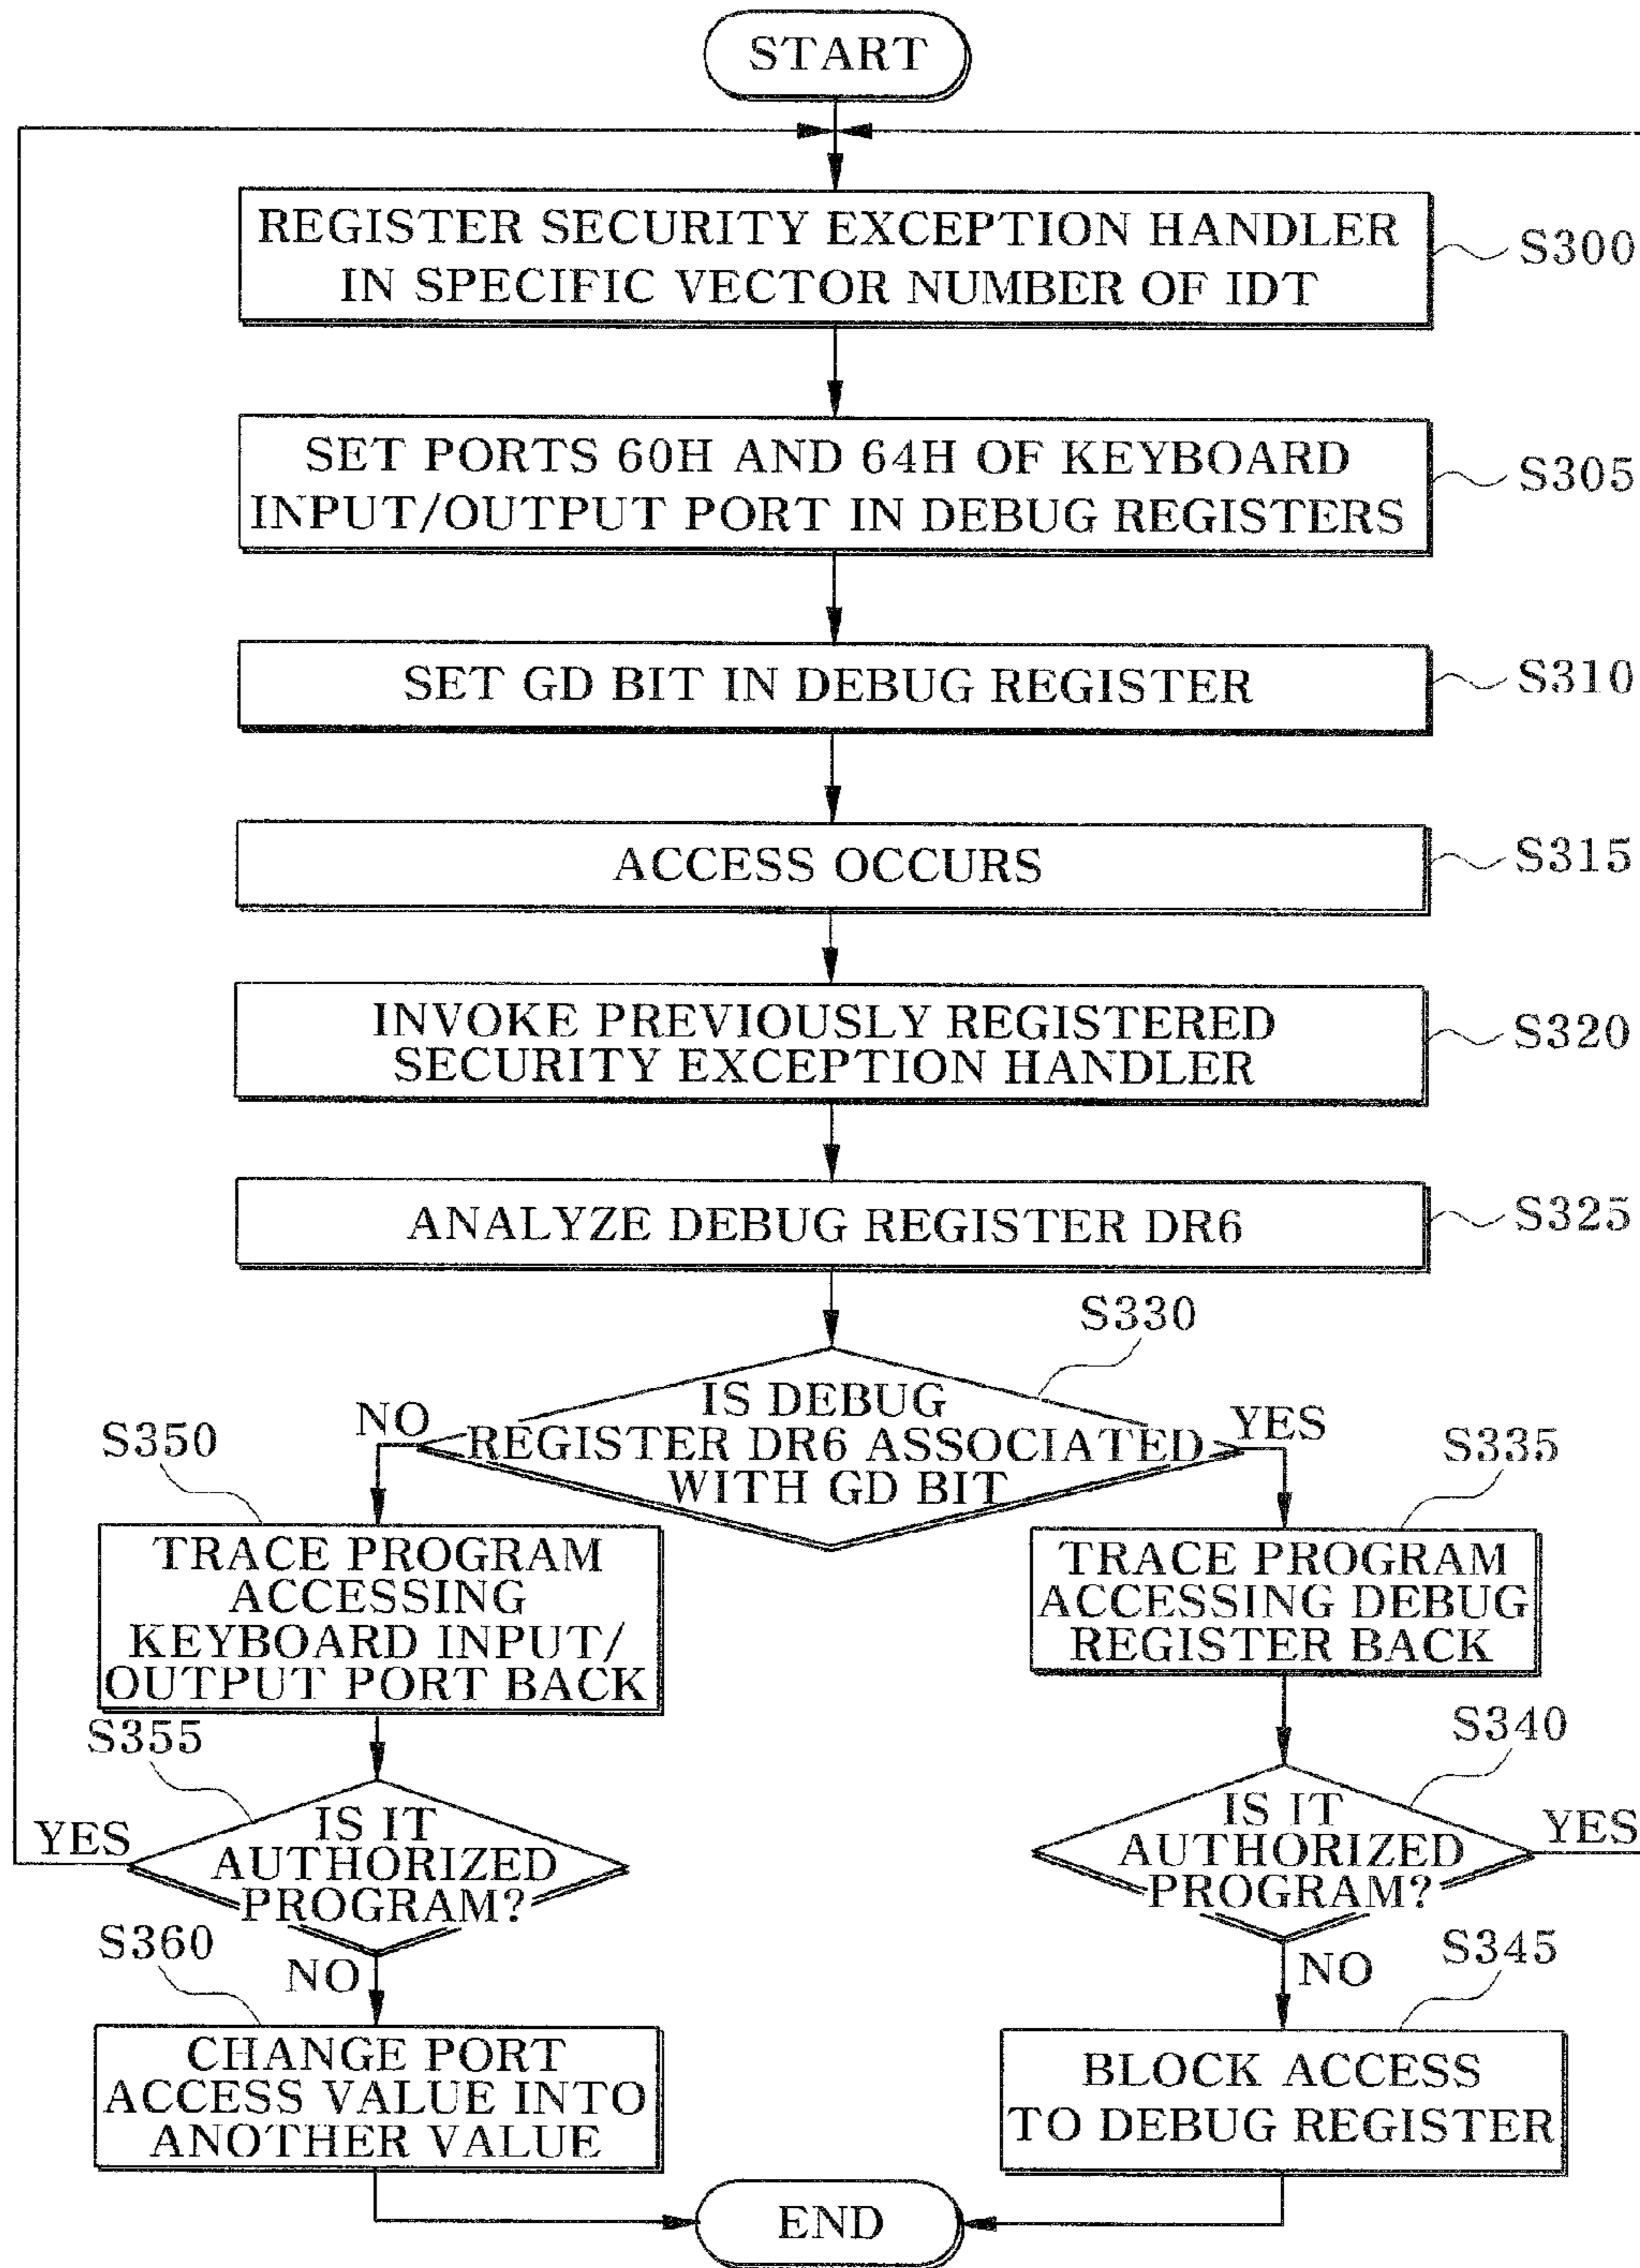 START
REGISTER SECURITY EXCEPTION HANDLER
IN SPECIFIC VECTOR NUMBER OF IDT
S300
SET PORTS 60H AND 64H OF KEYBOARD
INPUT/OUTPUT PORT IN DEBUG REGISTERS
S305
SET GD BIT IN DEBUG REGISTER
S310
ACCESS OCCURS
S315
INVOKE PREVIOUSLY REGISTERED
SECURITY EXCEPTION HANDLER
S320
ANALYZE DEBUG REGISTER DR6
S325
S330
IS DEBUG
REGISTER DR6 ASSOCIATED
WITH GD BIT
NO
YES
S350
TRACE PROGRAM
ACCESSING
KEYBOARD INPUT/
OUTPUT PORT BACK
S335
TRACE PROGRAM
ACCESSING DEBUG
REGISTER BACK
S355
IS IT
AUTHORIZED
PROGRAM?
YES
NO
S340
IS IT
AUTHORIZED
PROGRAM?
YES
NO
S360
CHANGE PORT
ACCESS VALUE INTO
ANOTHER VALUE
S345
BLOCK ACCESS
TO DEBUG REGISTER
END